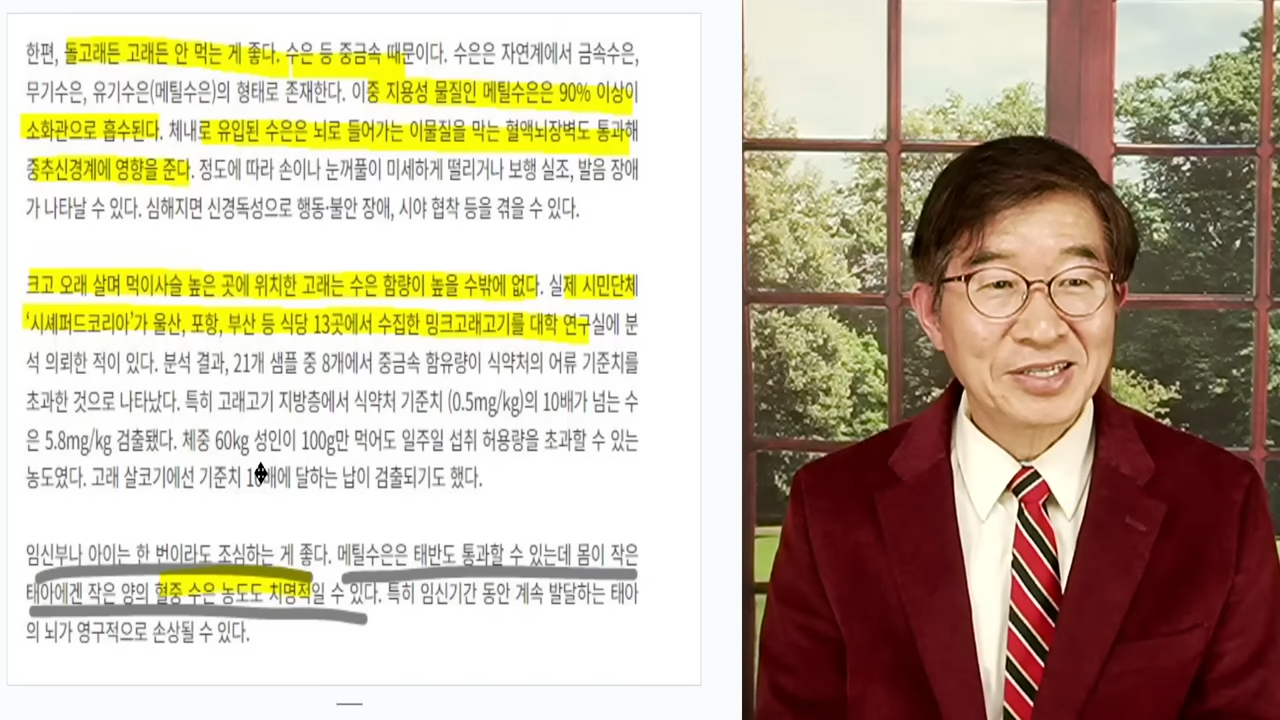 한편, 돌고래든 고래든 안 먹는 게 좋다. 수은 등 중금속 때문이다. 수은은 자연계에서 금속수은,
무기수은, 유기수은(메틸수은)의 형태로 존재한다. 이중 지용성 물질인 메틸수은은 90% 이상이
소화관으로 흡수된다. 체내로 유입된 수은은 뇌로 들어가는 이물질을 막는 혈액뇌장벽도 통과해
중추신경계에 영향을 준다. 정도에 따라 손이나 눈꺼풀이 미세하게 떨리거나 보행 실조, 발음 장애
가 나타날 수 있다. 심해지면 신경독성으로 행동·불안 장애, 시야 협착 등을 겪을 수 있다.
크고 오래 살며 먹이사슬 높은 곳에 위치한 고래는 수은 함량이 높을 수밖에 없다. 실제 시민단체
‘시셰퍼드코리아’가 울산, 포항, 부산 등 식당 13곳에서 수집한 밍크고래고기를 대학 연구실에 분
석 의뢰한 적이 있다. 분석 결과, 21개 샘플 중 8개에서 중금속 함유량이 식약처의 어류 기준치를
초과한 것으로 나타났다. 특히 고래고기 지방층에서 식약처 기준치 (0.5mg/kg)의 10배가 넘는 수
은 5.8mg/kg 검출됐다. 체중 60kg 성인이 100g만 먹어도 일주일 섭취 허용량을 초과할 수 있는
농도였다. 고래 살코기에선 기준치 10배에 달하는 납이 검출되기도 했다.
임신부나 아이는 한 번이라도 조심하는 게 좋다. 메틸수은은 태반도 통과할 수 있는데 몸이 작은
태아에겐 작은 양의 혈중 수은 농도도 치명적일 수 있다. 특히 임신기간 동안 계속 발달하는 태아
의 뇌가 영구적으로 손상될 수 있다.